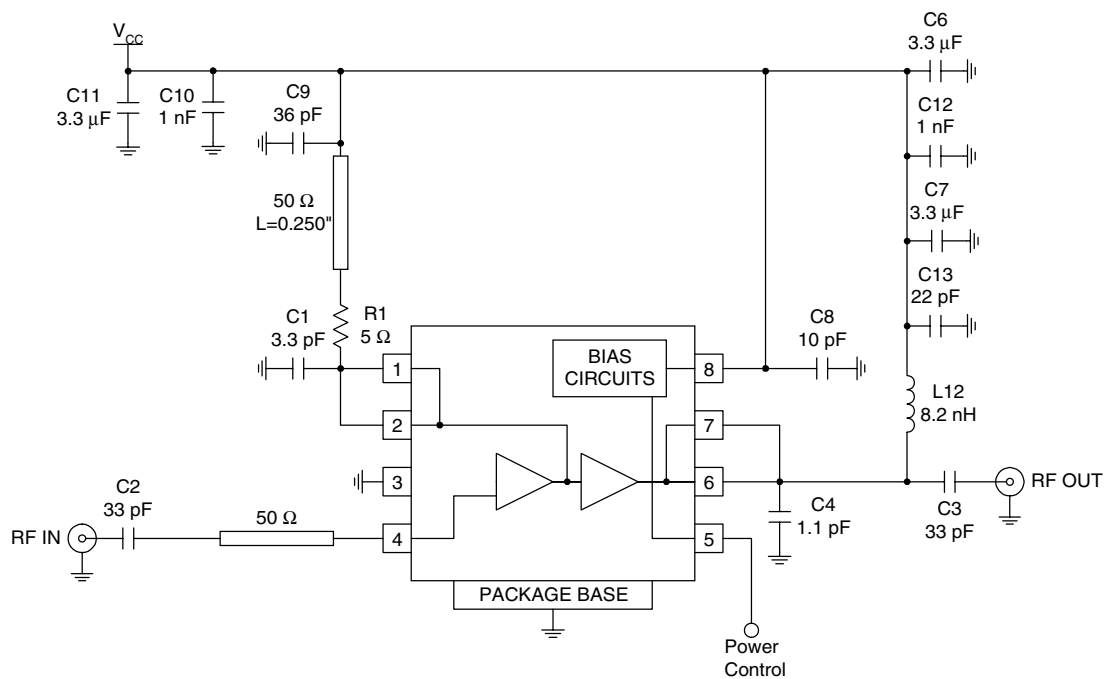 V_CC
C6
3.3 μF
C11
3.3 μF
C10
1 nF
C9
36 pF
C12
1 nF
50 Ω
L=0.250"
C7
3.3 μF
C13
22 pF
C1
3.3 pF
R1
5 Ω
C8
10 pF
1
BIAS
CIRCUITS
8
L12
8.2 nH
2
7
3
6
RF OUT
C2
33 pF
50 Ω
C4
1.1 pF
C3
33 pF
RF IN
4
5
PACKAGE BASE
Power
Control